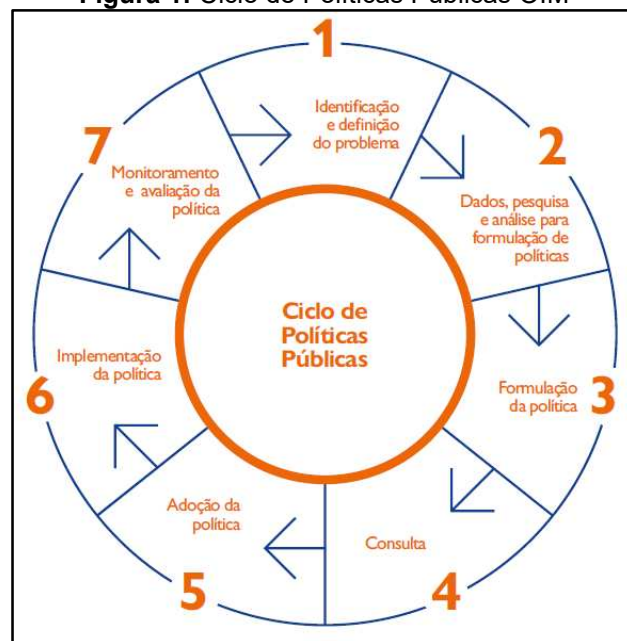 Figura 1: Ciclo de Políticas Públicas OIM
1
Identificação
e definição
do problema
2
Dados, pesquisa
e análise para
formulação de
políticas
3
Formulação
da política
4
Consulta
5
Adoção da
política
6
Implementação
da política
7
Monitoramento
e avaliação da
política
Ciclo de
Políticas
Públicas